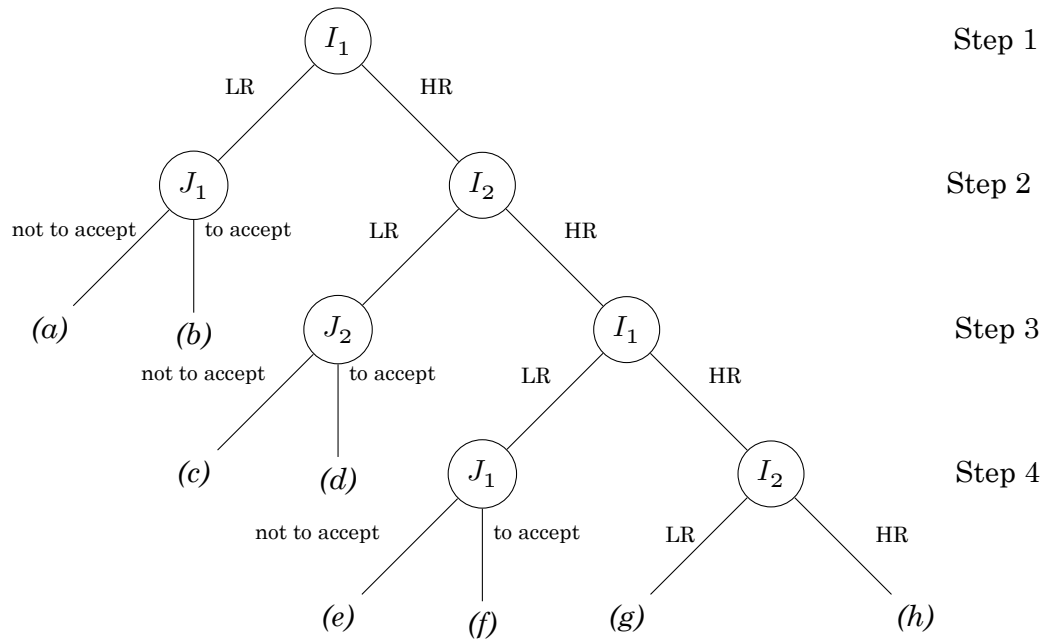 I1 Step 1
LR HR
J1 I2 Step 2
not to accept to accept LR HR
(a) (b) J2 I1 Step 3
not to accept to accept LR HR
(c) (d) J1 I2 Step 4
not to accept to accept LR HR
(e) (f) (g) (h)